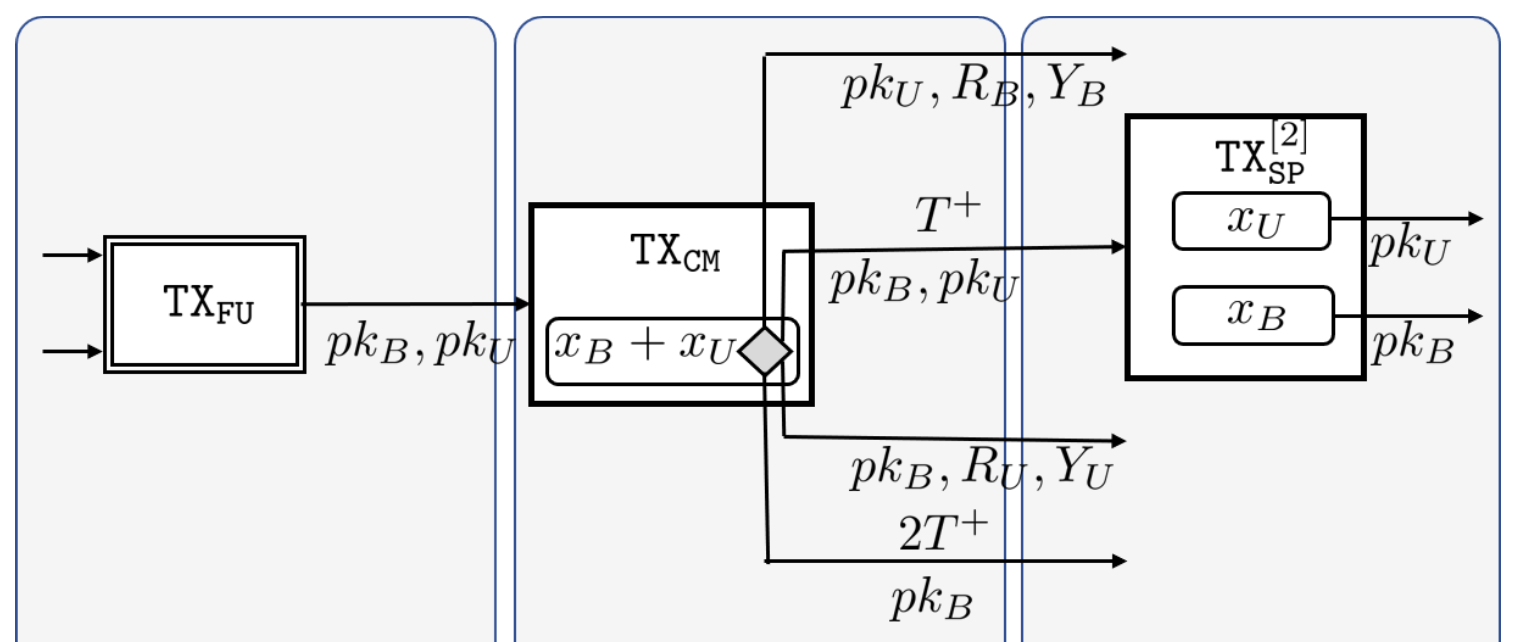 TX_FU
pk_B, pk_U
TX_CM
x_B + x_U
pk_U, R_B, Y_B
T^+
pk_B, pk_U
pk_B, R_U, Y_U
2T^+
pk_B
TX_SP^[2]
x_U
pk_U
x_B
pk_B